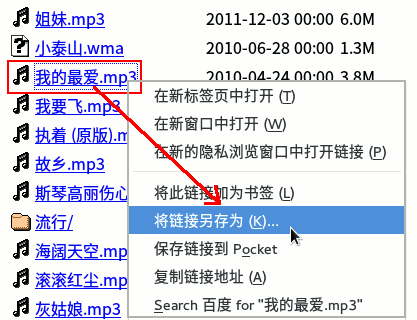 姐妹.mp3 2011-12-03 00:00 6.0M
小泰山.wma 2010-06-28 00:00 1.3M
我的最爱.mp3 2010-04-24 00:00 3.8M
我要飞.mp3
在新标签页中打开 (T)
在新窗口中打开 (W)
执着 (原版).m
在新的隐私浏览窗口中打开链接 (P)
故乡.mp3
斯琴高丽伤心
将此链接加为书签 (L)
流行/
将链接另存为 (K)...
海阔天空.mp
保存链接到 Pocket
滚滚红尘.mp
复制链接地址 (A)
灰姑娘.mp3
Search 百度 for "我的最爱.mp3"